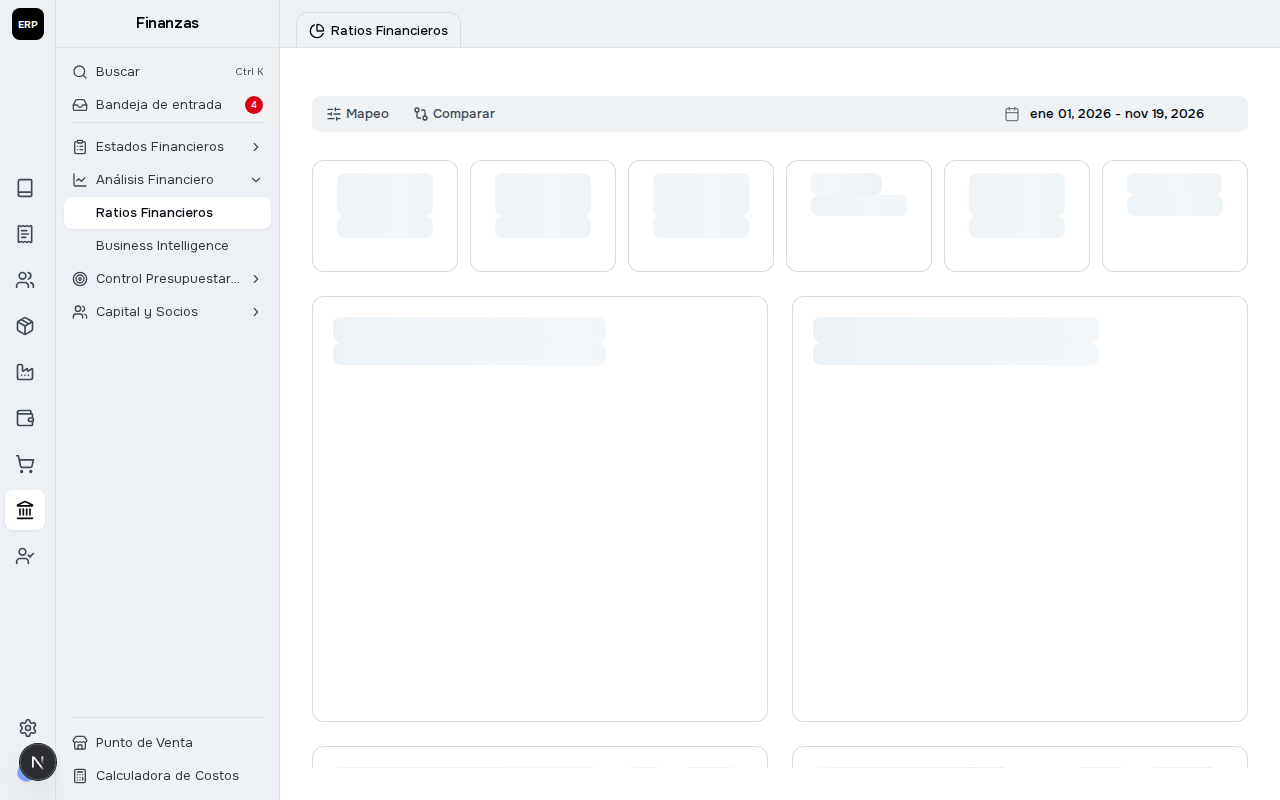 ERP
Finanzas
Ratios Financieros
Buscar
Ctrl K
Bandeja de entrada
4
Estados Financieros
Análisis Financiero
Ratios Financieros
Business Intelligence
Control Presupuestar...
Capital y Socios
Punto de Venta
Calculadora de Costos
Mapeo
Comparar
ene 01, 2026 - nov 19, 2026
N